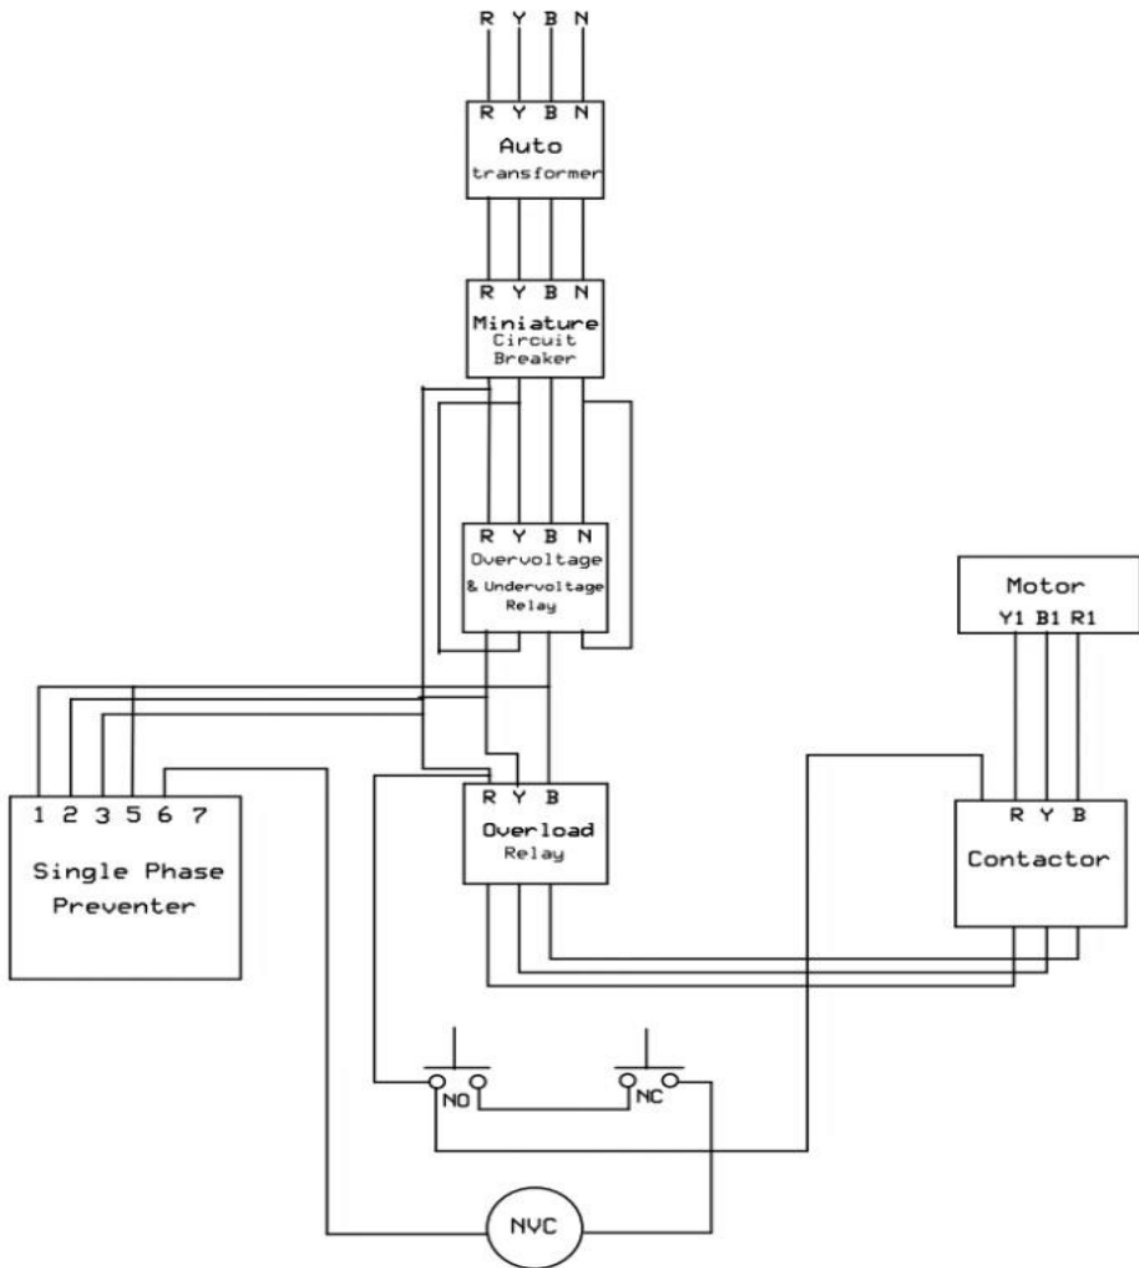 R Y B N
R Y B N
Auto
transformer
R Y B N
Miniature
Circuit
Breaker
R Y B N
Overvoltage
& Undervoltage
Relay
Motor
Y1 B1 R1
1 2 3 5 6 7
Single Phase
Preventer
R Y B
Overload
Relay
R Y B
Contactor
NO
NC
NVC